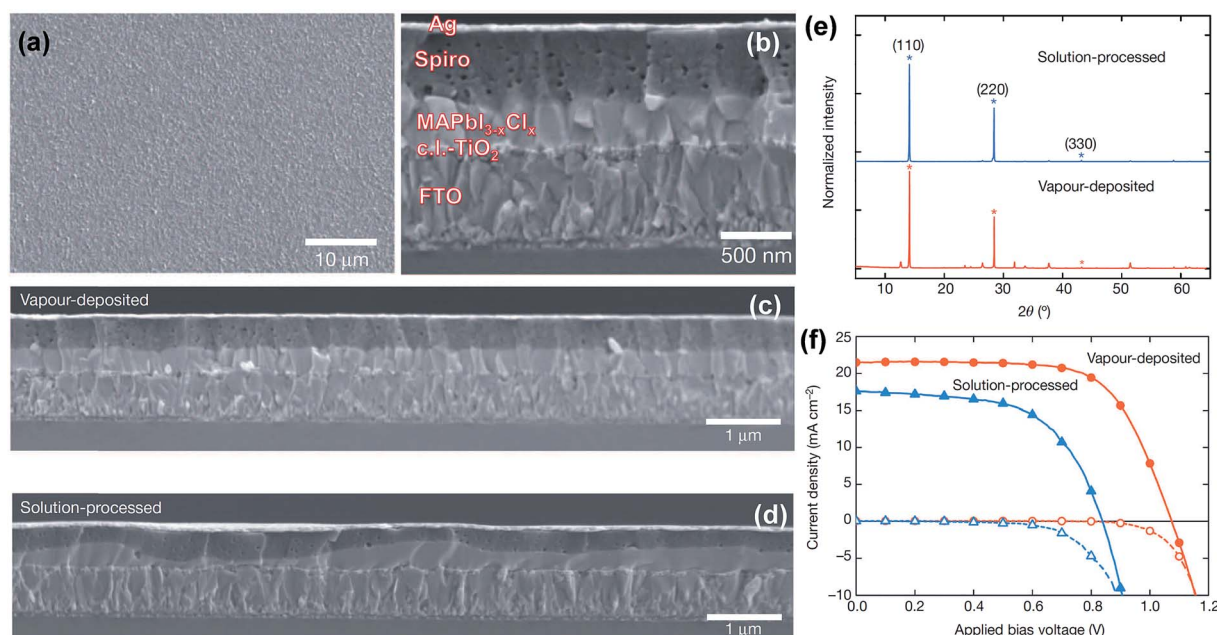 (a)
10 μm
(b)
Ag
Spiro
MAPbI₃₋ₓClₓ
c.l.-TiO₂
FTO
500 nm
Vapour-deposited
(c)
1 μm
Solution-processed
(d)
1 μm
(e)
Normalized intensity
(110)
*
Solution-processed
(220)
*
(330)
*
Vapour-deposited
*
*
*
10 20 30 40 50 60
2θ (°)
(f)
Current density (mA cm⁻²)
25
20
15
10
5
0
−5
−10
Vapour-deposited
Solution-processed
0.0 0.2 0.4 0.6 0.8 1.0 1.2
Applied bias voltage (V)